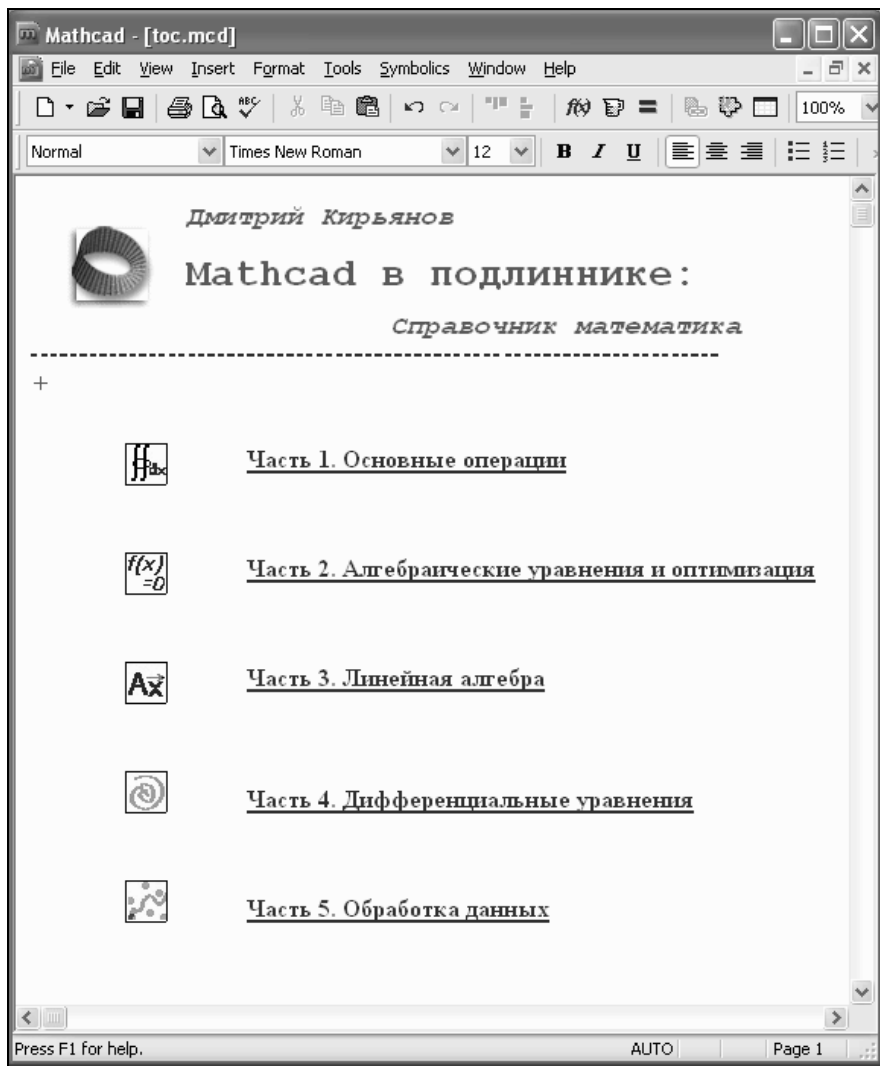 Mathcad - [toc.mcd]
File Edit View Insert Format Tools Symbolics Window Help
100%
Normal Times New Roman 12 B I U
Дмитрий Кирьянов
Mathcad в подлиннике:
Справочник математика
Часть 1. Основные операции
f(x) =0
Часть 2. Алгебраические уравнения и оптимизация
Ax
Часть 3. Линейная алгебра
Часть 4. Дифференциальные уравнения
Часть 5. Обработка данных
Press F1 for help. AUTO Page 1